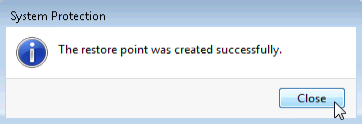 System Protection
The restore point was created successfully.
Close